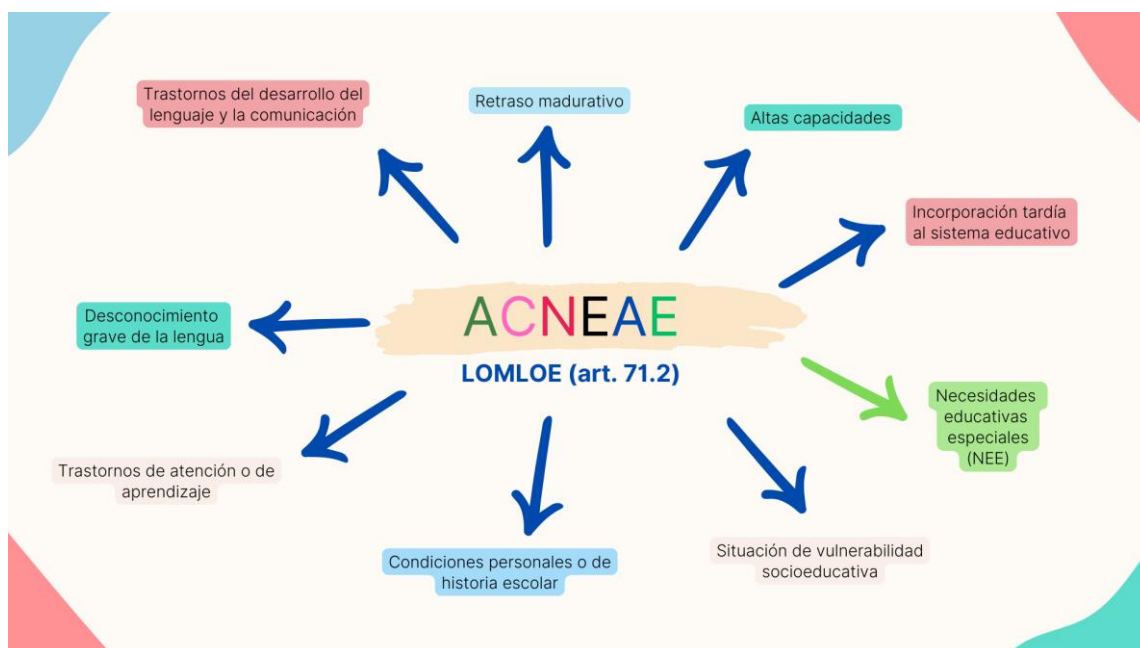 Trastornos del desarrollo del
lenguaje y la comunicación
Retraso madurativo
Altas capacidades
Incorporación tardía
al sistema educativo
ACNEAE
LOMLOE (art. 71.2)
Desconocimiento
grave de la lengua
Necesidades
educativas
especiales
(NEE)
Trastornos de atención o de
aprendizaje
Condiciones personales o de
historia escolar
Situación de vulnerabilidad
socioeducativa